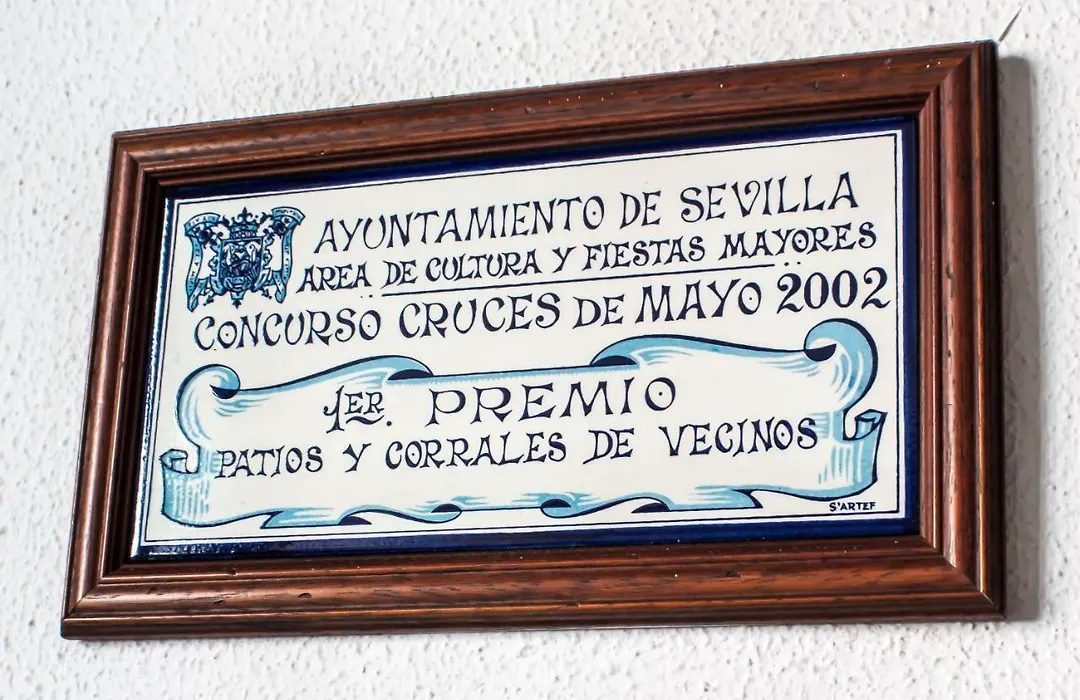 AYUNTAMIENTO DE SEVILLA
AREA DE CULTURA Y FIESTAS MAYORES
CONCURSO CRUCES DE MAYO 2002
1ER. PREMIO
PATIOS Y CORRALES DE VECINOS
S'ARTEF